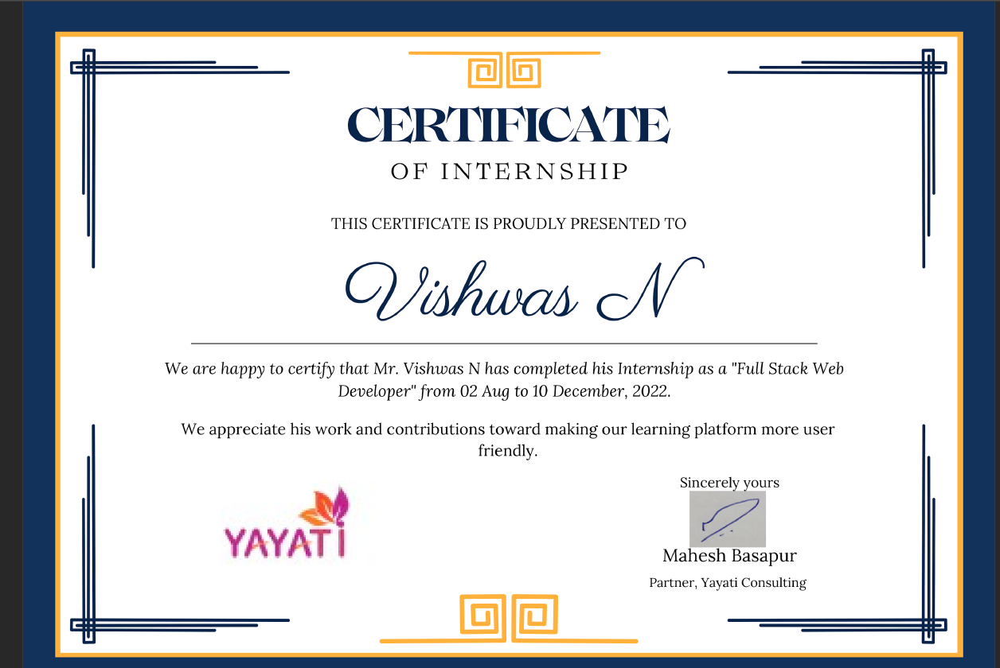 CERTIFICATE
OF INTERNSHIP
THIS CERTIFICATE IS PROUDLY PRESENTED TO
Vishwas N
We are happy to certify that Mr. Vishwas N has completed his Internship as a "Full Stack Web
Developer" from 02 Aug to 10 December, 2022.
We appreciate his work and contributions toward making our learning platform more user
friendly.
YAYATI
Sincerely yours
Mahesh Basapur
Partner, Yayati Consulting